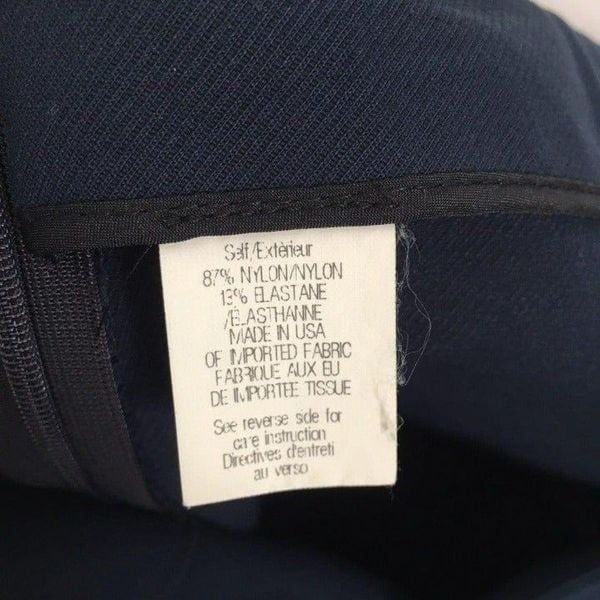 Self/Extérieur
87% NYLON/NYLON
13% ELASTANE
/ELASTHANNE
MADE IN USA
OF IMPORTED FABRIC
FABRIQUE AUX EU
DE IMPORTEE TISSUE
See reverse side for
care instruction
Directives d'entreti
au verso